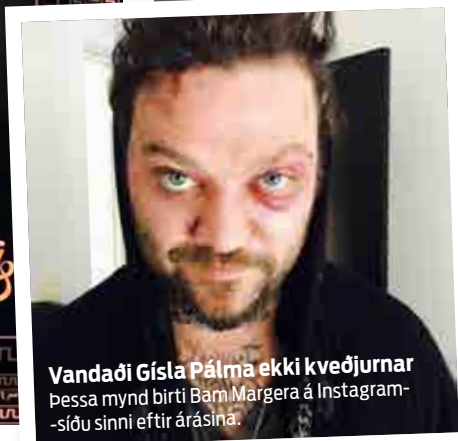 Vandaði Gísla Pálma ekki kveðjurnar
Þessa mynd birti Bam Margera á Instagram-
-síðu sinni eftir árásina.